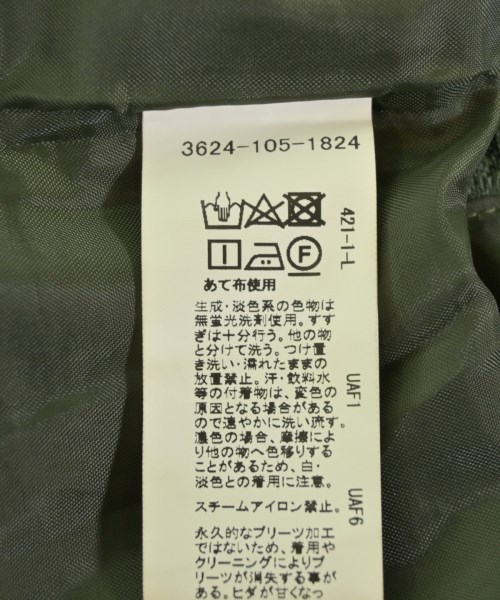 3624-105-1824
F
あて布使用
生成・淡色系の色物は
無蛍光洗剤使用。すす
ぎは十分行う。他の物
と分けて洗う。つけ置
き洗い・濡れたままの
放置禁止。汗・飲料水
等の付着物は、変色の
原因となる場合がある
ので速やかに洗い流す。
濃色の場合、摩擦によ
り他の物へ色移りする
ことがあるため、白・
淡色との着用に注意。
スチームアイロン禁止。
永久的なプリーツ加工
ではないため、着用や
クリーニングによりプ
リーツが消失する事が
ある。ヒダが甘くなっ
421-1-L
UAF1
UAF6